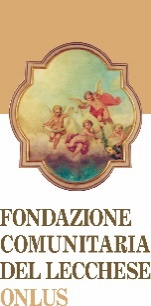 FONDAZIONE
COMUNITARIA
DEL LECCHESE
ONLUS